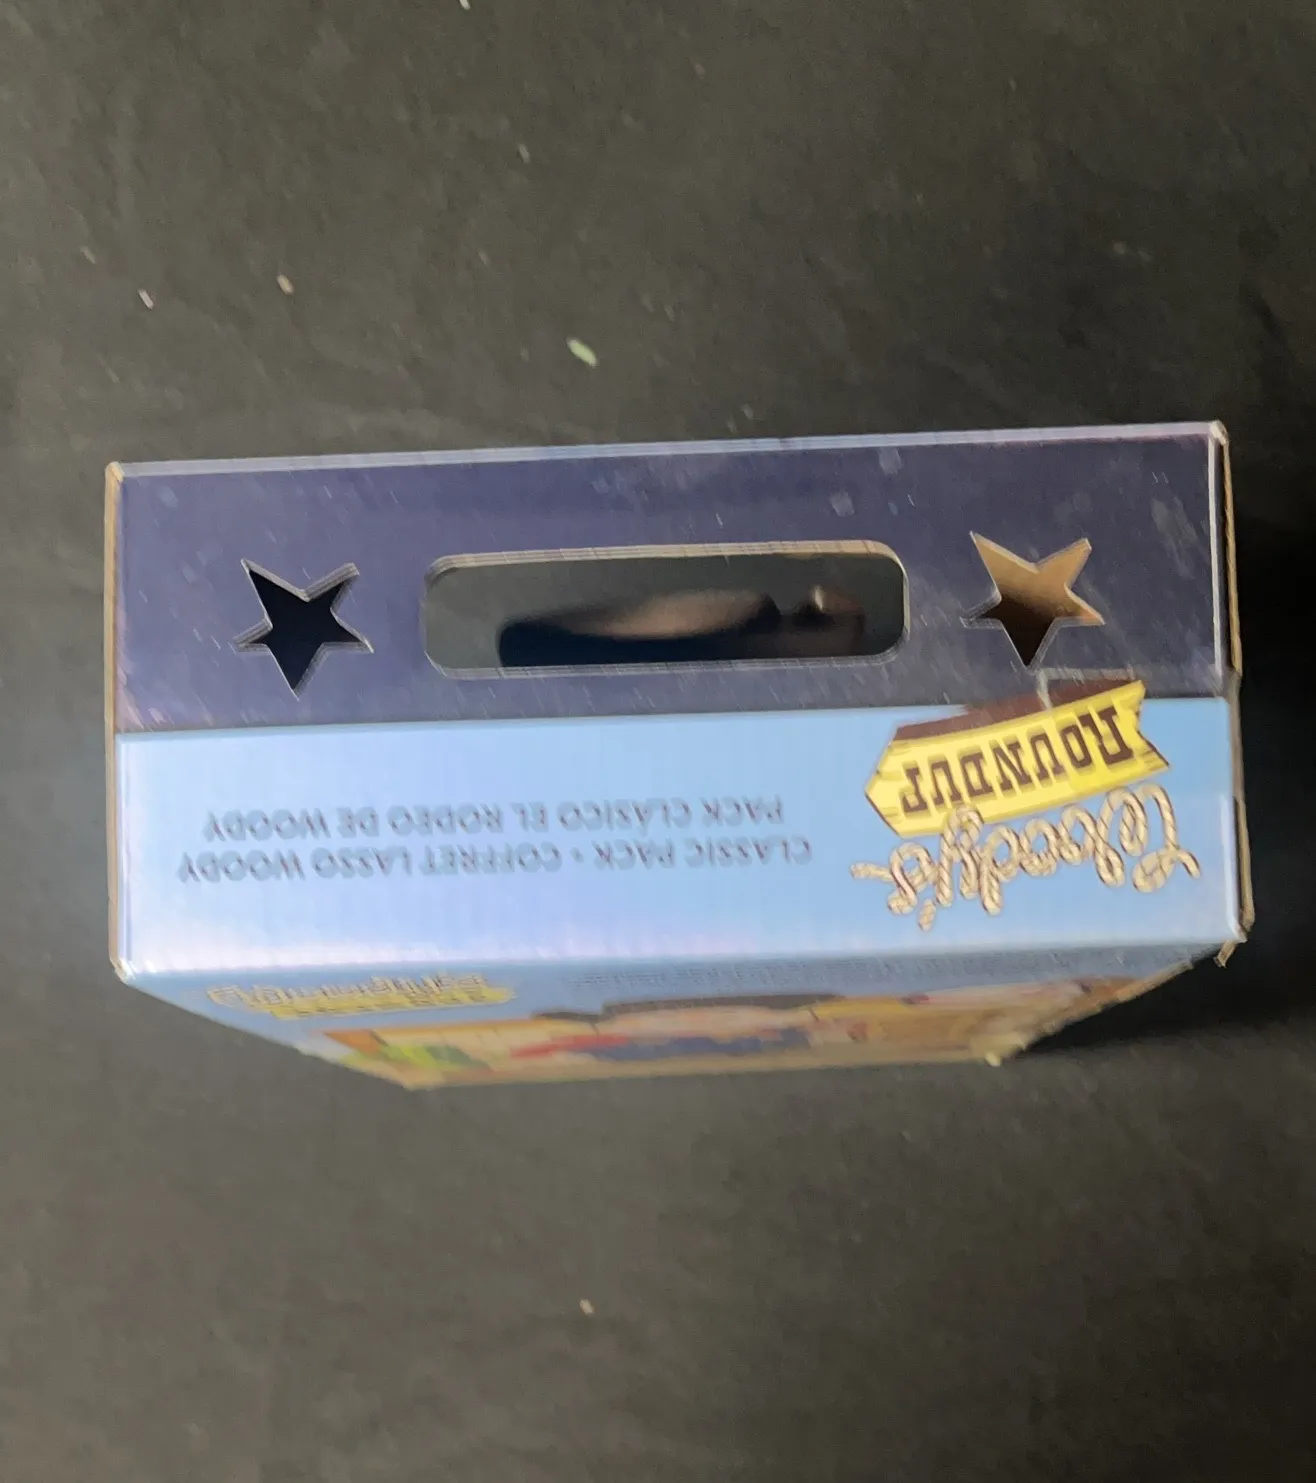 Woody's
ROUNDUP
CLASSIC PACK • COFFRET LASSO WOODY
PACK CLÁSICO EL RODEO DE WOODY